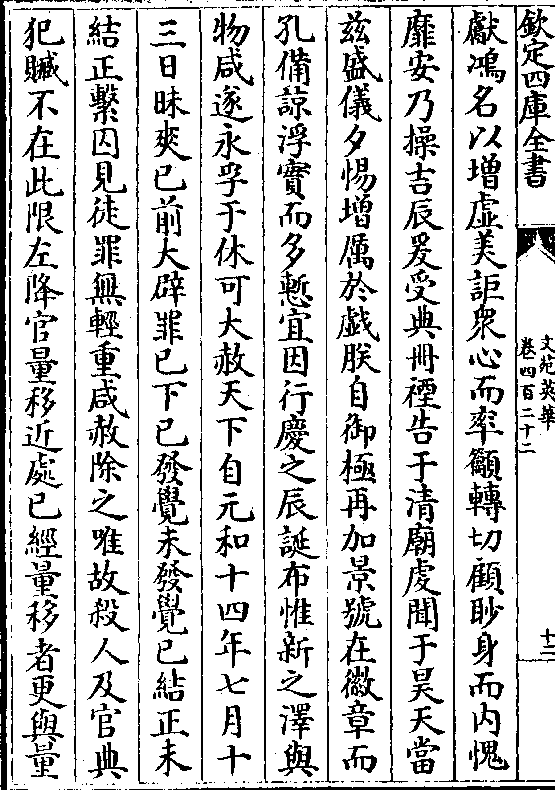 欽定四庫全書
文苑英華
卷四百二十二
十二
獻鴻名以增虛美詎衆心而率籲轉切顧眇身而内愧
靡安乃操吉辰爰受典冊禋告于清廟虔聞于昊天當
兹盛儀夕惕增厲於戯朕自御極再加景號在徽章而
孔備諒浮實而多慙宜因行慶之辰誕布惟新之澤與
物咸遂永孚于休可大赦天下自元和十四年七月十
三日昧爽已前大辟罪已下已發覺未發覺已結正未
結正繫囚見徒罪無輕重咸赦除之唯故殺人及官典
犯贓不在此限左降官量移近處已經量移者更與量